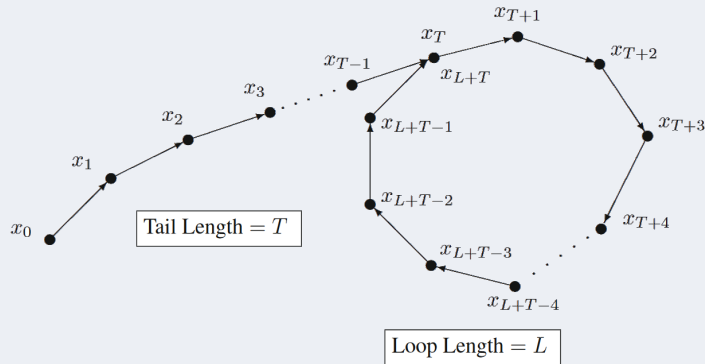 x_{T+1}
x_T
x_{T+2}
x_{T−1}
x_{L+T}
x_3
x_2
x_{L+T−1}
x_{T+3}
x_1
x_{L+T−2}
x_0
Tail Length = T
x_{T+4}
x_{L+T−3}
x_{L+T−4}
Loop Length = L